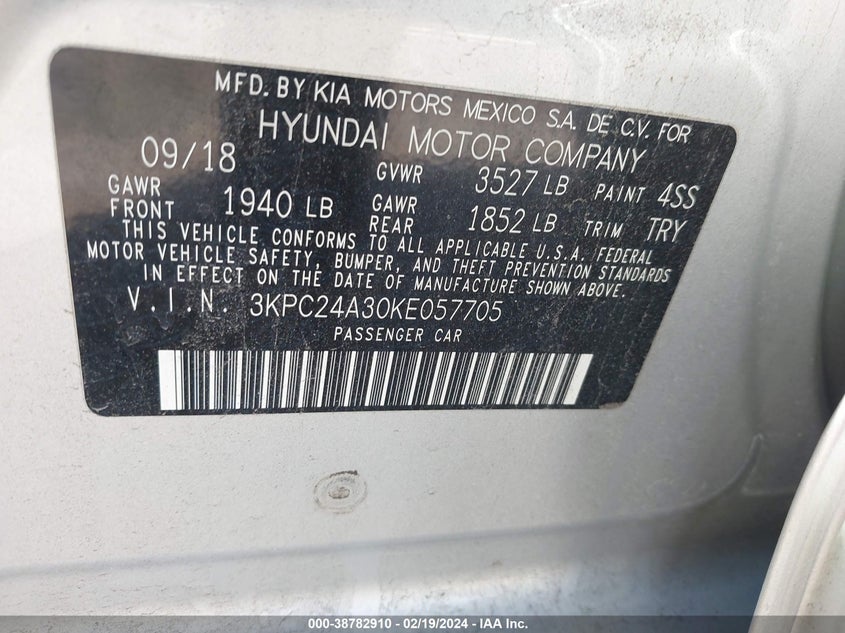 MFD. BY KIA MOTORS MEXICO S.A. DE C.V. FOR
HYUNDAI MOTOR COMPANY
09/18 GVWR 3527 LB PAINT 4SS
GAWR FRONT 1940 LB GAWR REAR 1852 LB TRIM TRY
THIS VEHICLE CONFORMS TO ALL APPLICABLE U.S.A. FEDERAL
MOTOR VEHICLE SAFETY, BUMPER, AND THEFT PREVENTION STANDARDS
IN EFFECT ON THE DATE OF MANUFACTURE SHOWN ABOVE.
V.I.N. 3KPC24A30KE057705
PASSENGER CAR
000-38782910 - 02/19/2024 - IAA Inc.